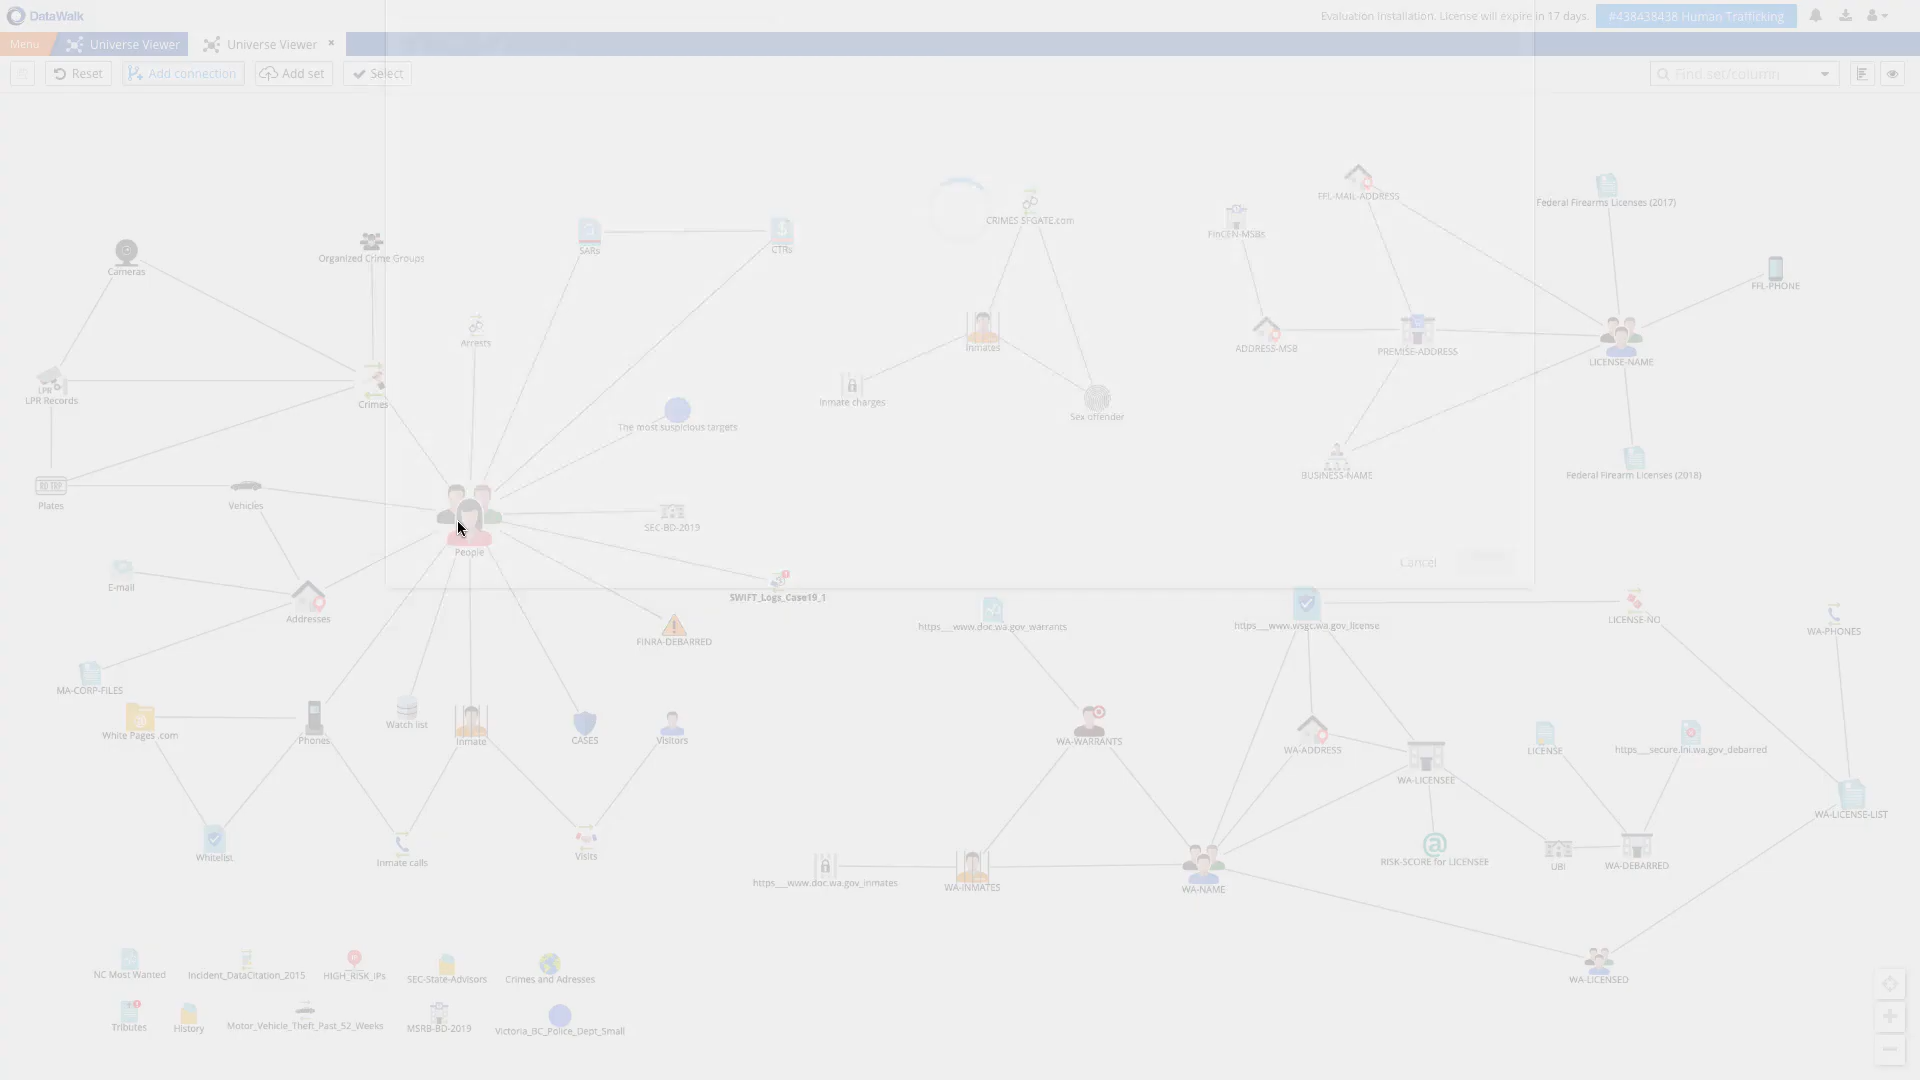 DataWalk
Evaluation Installation. License will expire in 17 days.
#438438438 Human Trafficking
Menu
Universe Viewer
Universe Viewer
Reset
Add connection
Add set
Select
Find set/column
FFL-MAIL-ADDRESS
Federal Firearms Licenses (2017)
CRIMES SFGATE.com
FinCEN-MSBs
SARs
CTRs
Organized Crime Groups
Cameras
FFL-PHONE
Arrests
Inmates
ADDRESS-MSB
PREMISE-ADDRESS
LICENSE-NAME
LPR
LPR Records
Crimes
Inmate charges
Sex offender
The most suspicious targets
BUSINESS-NAME
Federal Firearm Licenses (2018)
RD TRP
Plates
Vehicles
SEC-BD-2019
People
Cancel
E-mail
SWIFT_Logs_Case19_1
Addresses
https___www.doc.wa.gov_warrants
https___www.wsgc.wa.gov_license
LICENSE-NO
WA-PHONES
FINRA-DEBARRED
MA-CORP-FILES
White Pages .com
Phones
Watch list
Inmate
CASES
Visitors
WA-WARRANTS
WA-ADDRESS
LICENSE
https___secure.lni.wa.gov_debarred
WA-LICENSEE
WA-LICENSE-LIST
Whitelist
Inmate calls
Visits
RISK-SCORE for LICENSEE
UBI
WA-DEBARRED
https___www.doc.wa.gov_inmates
WA-INMATES
WA-NAME
NC Most Wanted
Incident_DataCitation_2015
HIGH_RISK_IPs
SEC-State-Advisors
Crimes and Adresses
WA-LICENSED
Tributes
History
Motor_Vehicle_Theft_Past_52_Weeks
MSRB-BD-2019
Victoria_BC_Police_Dept_Small